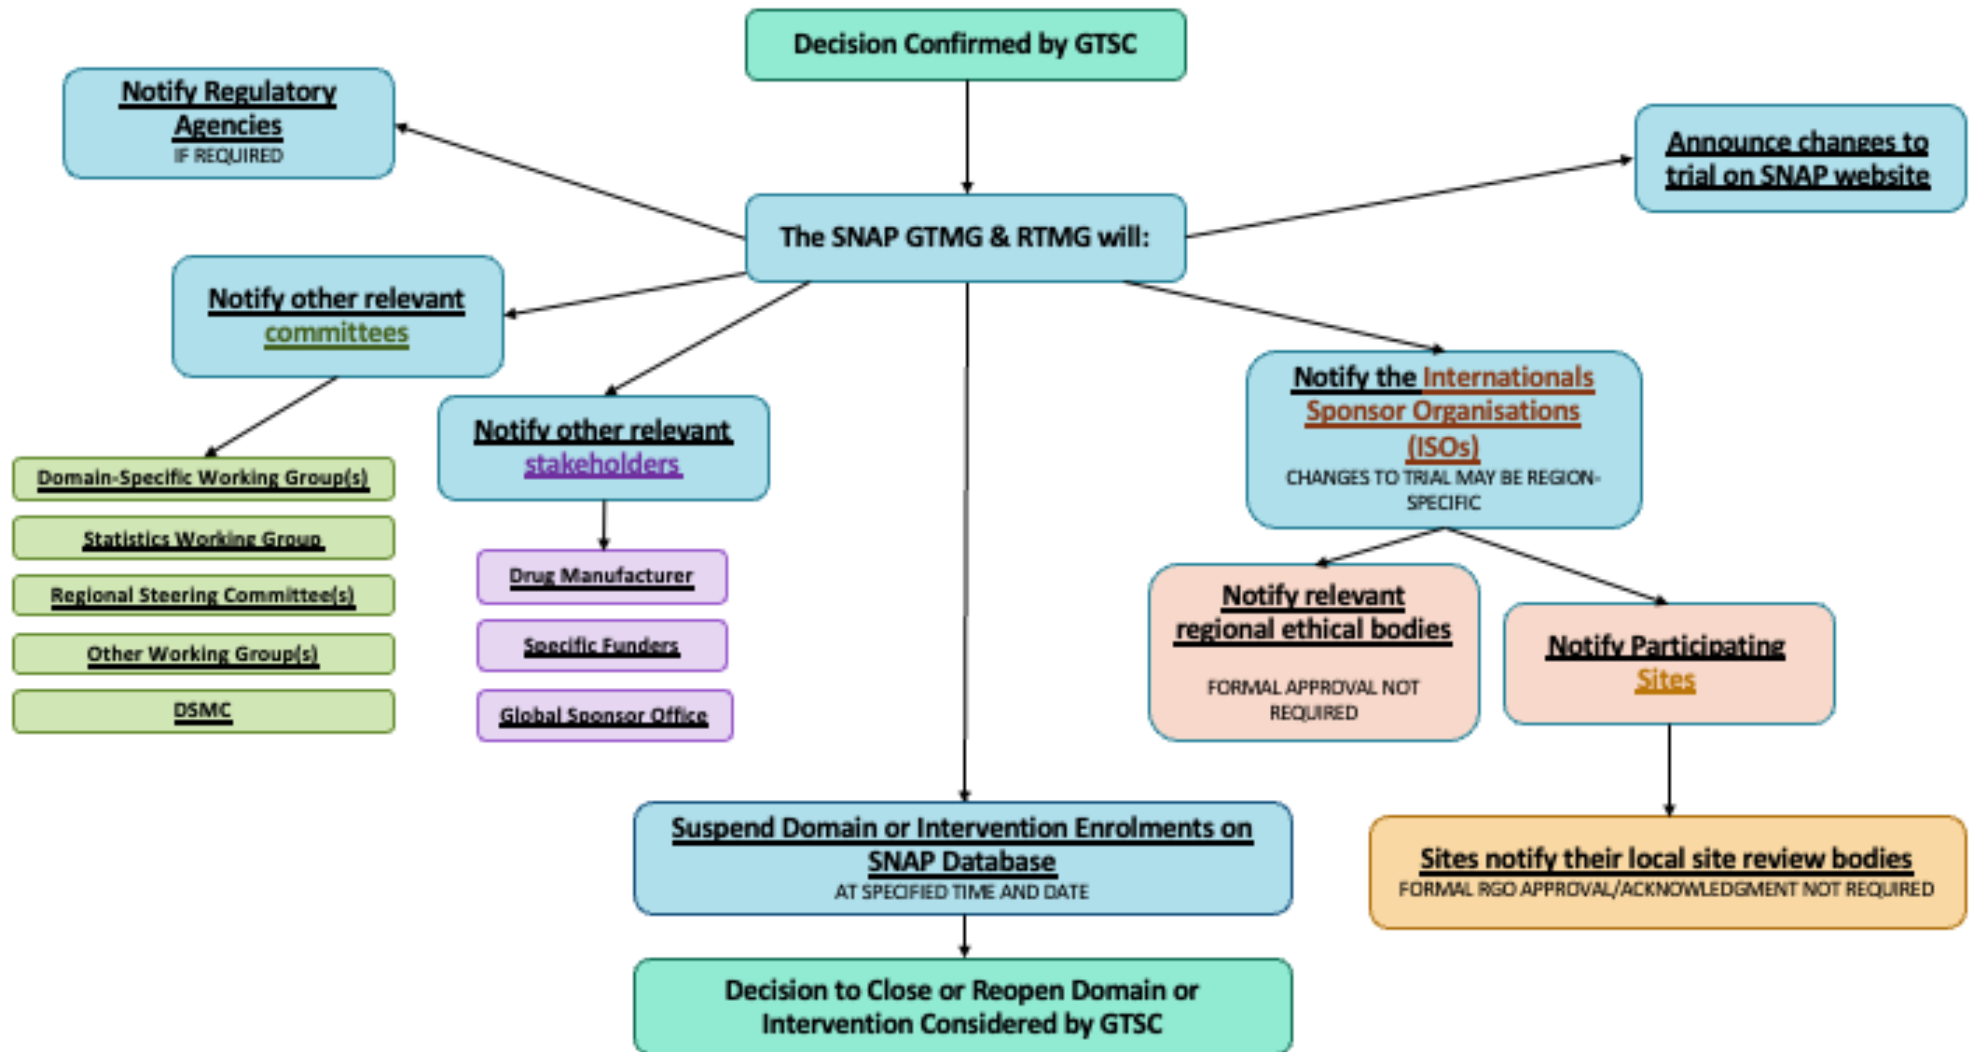 Decision Confirmed by GTSC
Notify Regulatory
Agencies
IF REQUIRED
Announce changes to
trial on SNAP website
The SNAP GTMG & RTMG will:
Notify other relevant
committees
Notify other relevant
stakeholders
Notify the Internationals
Sponsor Organisations
(ISOs)
CHANGES TO TRIAL MAY BE REGION-
SPECIFIC
Domain-Specific Working Group(s)
Statistics Working Group
Regional Steering Committee(s)
Other Working Group(s)
DSMC
Drug Manufacturer
Specific Funders
Global Sponsor Office
Notify relevant
regional ethical bodies
FORMAL APPROVAL NOT
REQUIRED
Notify Participating
Sites
Suspend Domain or Intervention Enrolments on
SNAP Database
AT SPECIFIED TIME AND DATE
Sites notify their local site review bodies
FORMAL RGO APPROVAL/ACKNOWLEDGMENT NOT REQUIRED
Decision to Close or Reopen Domain or
Intervention Considered by GTSC